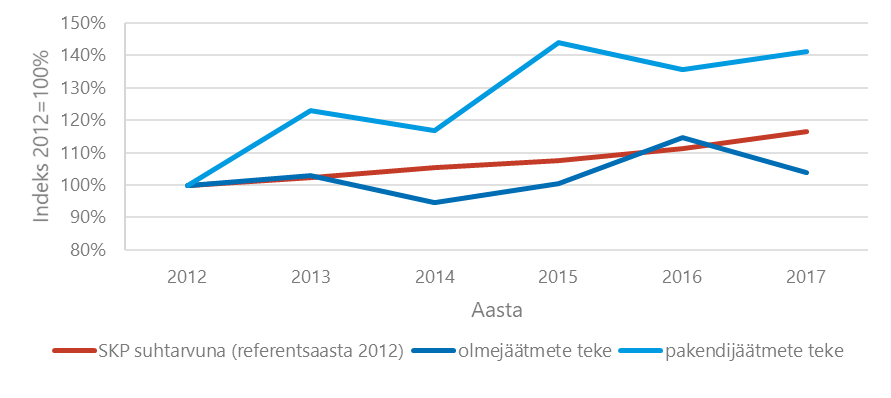 150%
140%
130%
120%
110%
100%
90%
80%
Indeks 2012=100%
2012 2013 2014 2015 2016 2017
Aasta
SKP suhtarvuna (referentsaasta 2012) olmejäätmete teke pakendijäätmete teke